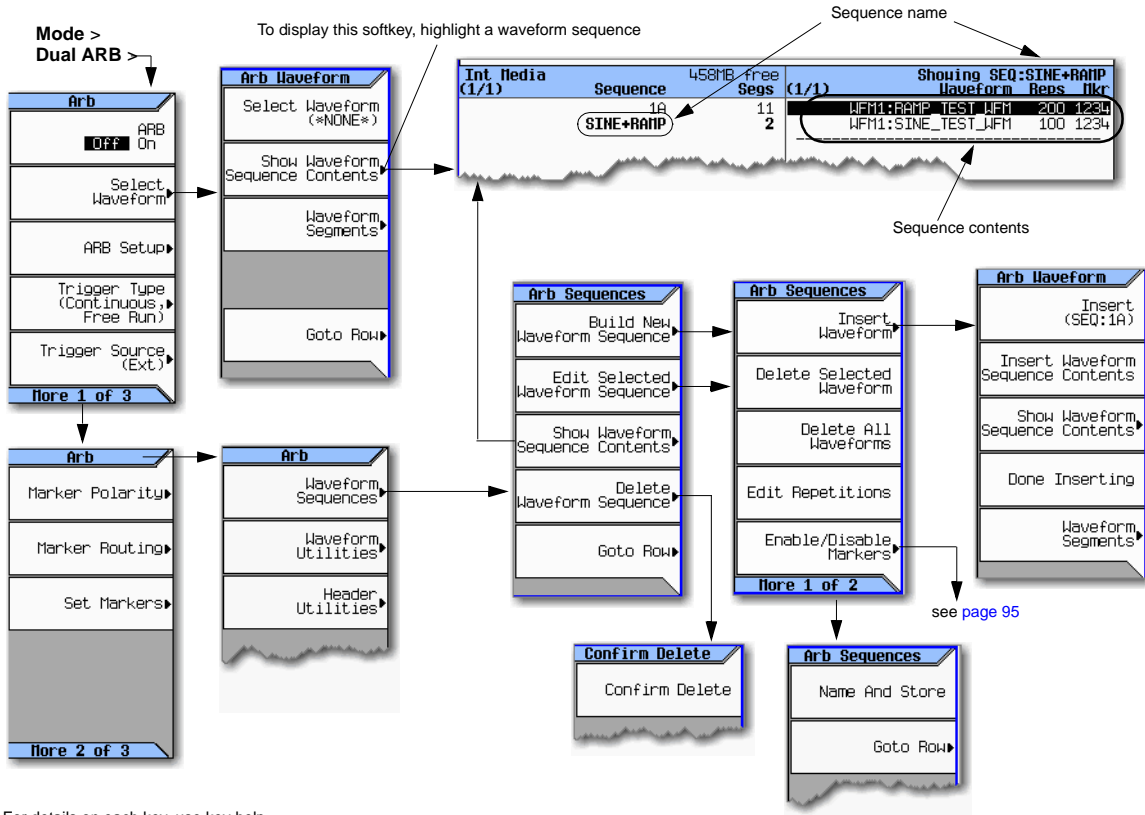 Mode >
Dual ARB >
To display this softkey, highlight a waveform sequence
Sequence name
Arb
ARB
Off On
Select
Waveform
ARB Setup
Trigger Type
(Continuous,
Free Run)
Trigger Source
(Ext)
More 1 of 3
Arb Waveform
Select Waveform
(*NONE*)
Show Waveform
Sequence Contents
Waveform
Segments
Goto Row
Int Media 458MB free
(1/1) Sequence Segs
1A 11
SINE+RAMP 2
Showing SEQ:SINE+RAMP
(1/1) Waveform Reps Mkr
WFM1:RAMP_TEST_WFM 200 1234
WFM1:SINE_TEST_WFM 100 1234
Sequence contents
Arb
Marker Polarity
Marker Routing
Set Markers
More 2 of 3
Arb
Waveform
Sequences
Waveform
Utilities
Header
Utilities
Arb Sequences
Build New
Waveform Sequence
Edit Selected
Waveform Sequence
Show Waveform
Sequence Contents
Delete
Waveform Sequence
Goto Row
Arb Sequences
Insert
Waveform
Delete Selected
Waveform
Delete All
Waveforms
Edit Repetitions
Enable/Disable
Markers
More 1 of 2
Arb Waveform
Insert
(SEQ:1A)
Insert Waveform
Sequence Contents
Show Waveform
Sequence Contents
Done Inserting
Waveform
Segments
see page 95
Confirm Delete
Confirm Delete
Arb Sequences
Name And Store
Goto Row